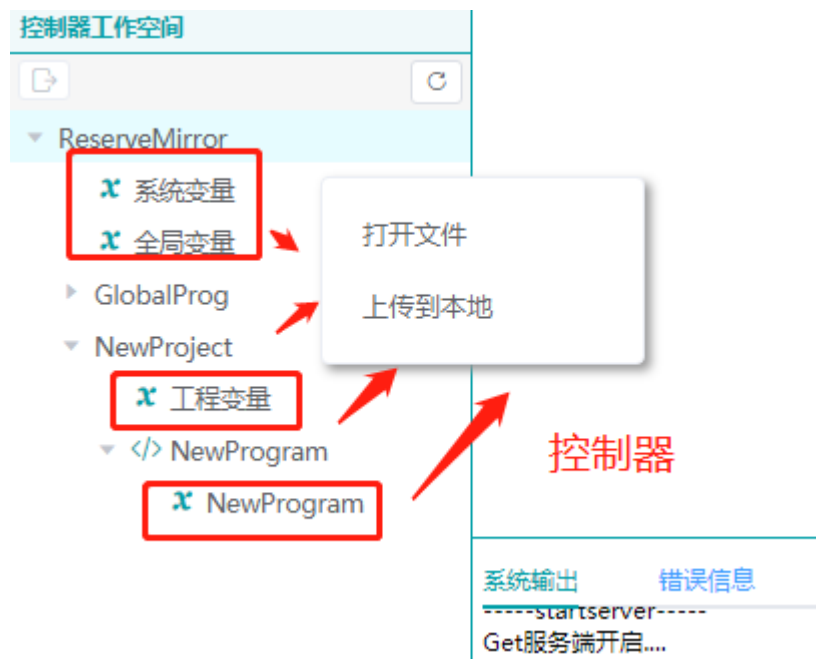 控制器工作空间
ReserveMirror
x 系统变量
x 全局变量
打开文件
GlobalProg
上传到本地
NewProject
x 工程变量
</> NewProgram
控制器
x NewProgram
系统输出 错误信息
-----startserver-----
Get服务端开启....